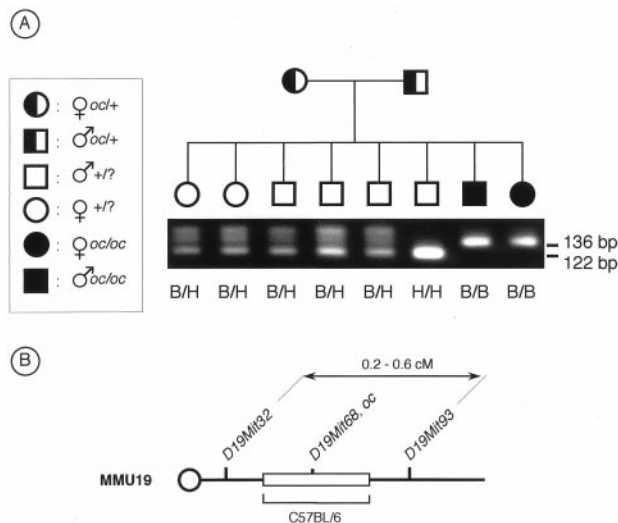 A
: ♀ oc/+
: ♂ oc/+
: ♂ +/?
: ♀ +/?
: ♀ oc/oc
: ♂ oc/oc
136 bp
122 bp
B/H B/H B/H B/H B/H H/H B/B B/B
B
0.2 - 0.6 cM
D19Mit32 D19Mit68, oc D19Mit93
MMU19
C57BL/6